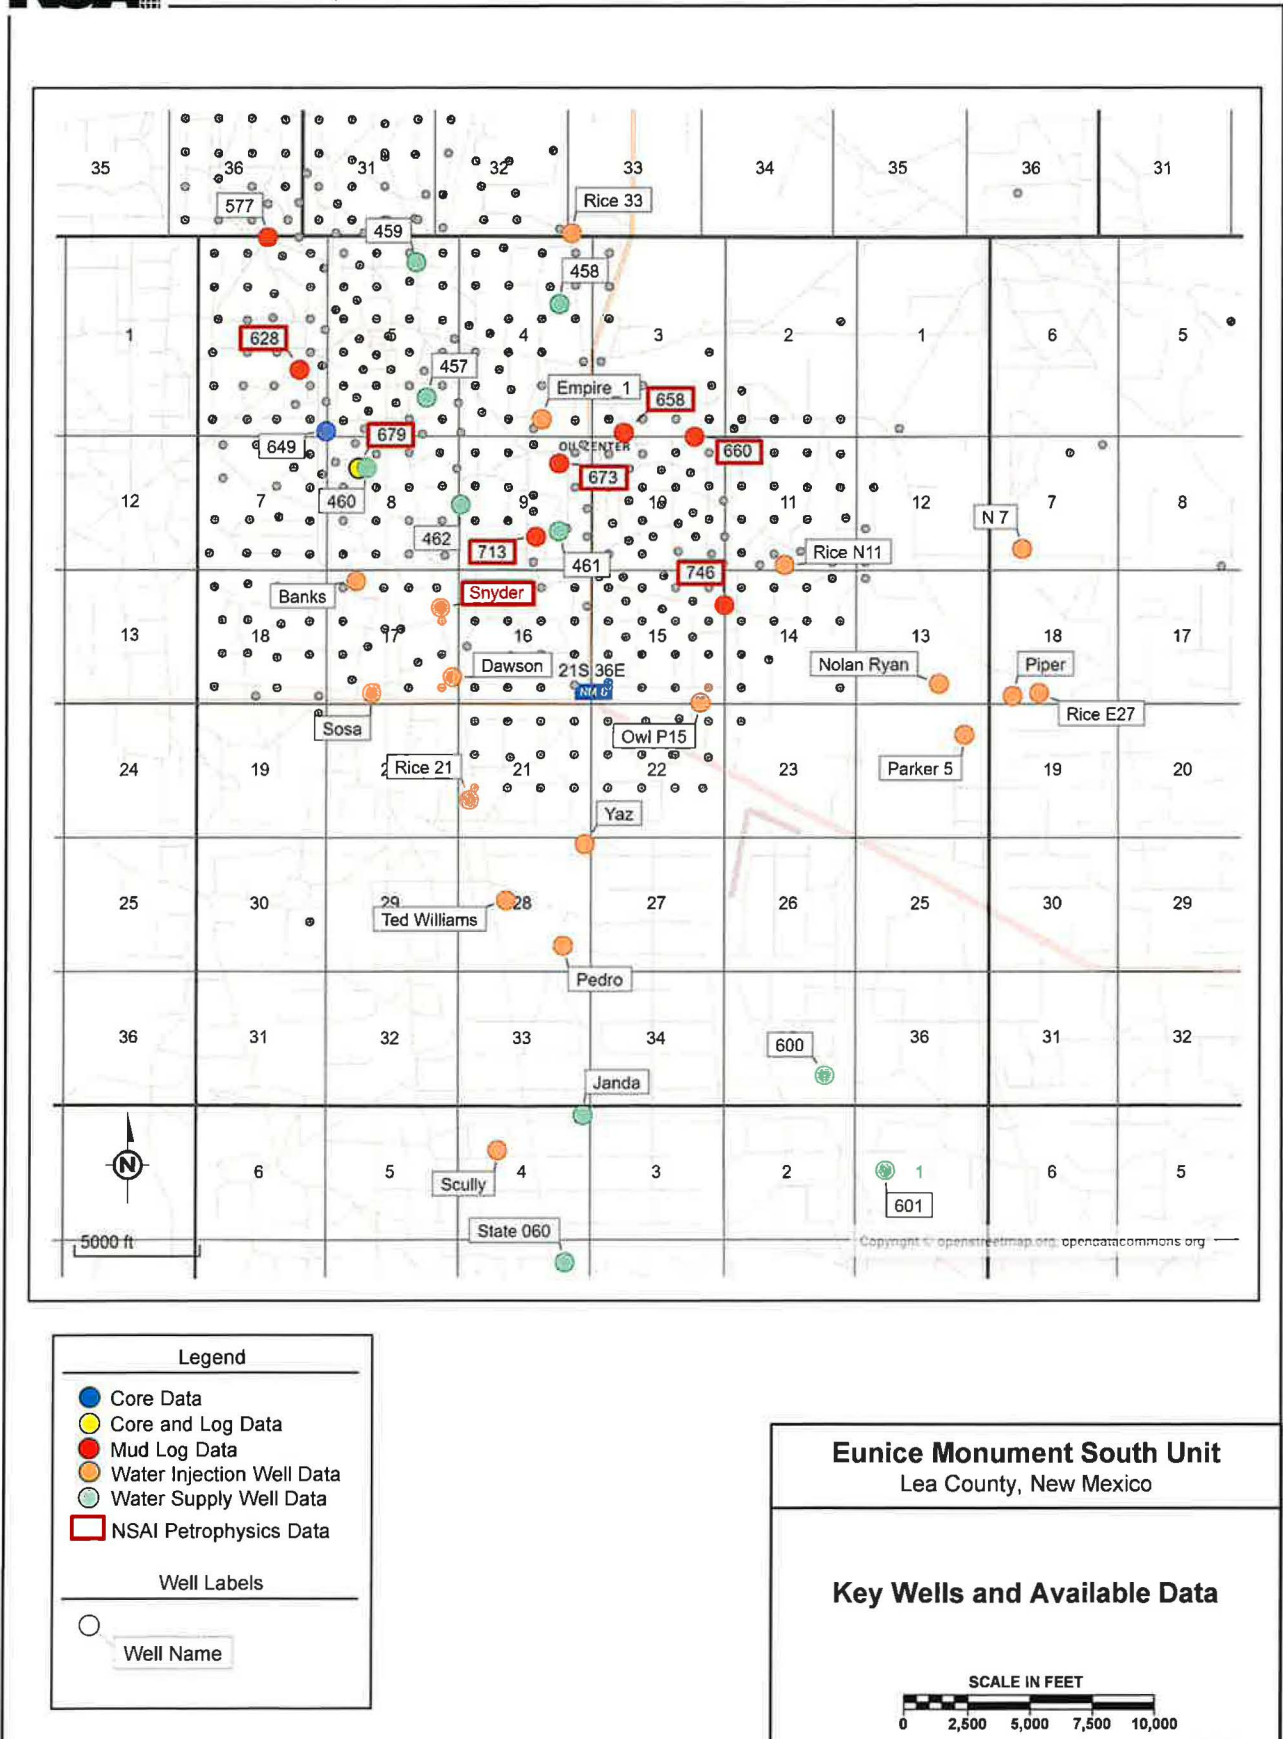 NSAI
35 36 31 32 33 34 35 36 31
577
Rice 33
459
458
1 5 4 3 2 1 6 5
628
457
Empire_1
658
649
679
OIL CENTER
660
673
12 7 8 9 10 11 12 7 8
460
462
713
461
N 7
Rice N11
746
Banks
Snyder
13 18 17 16 15 14 13 18 17
Dawson
21S 36E
Nolan Ryan
Piper
Sosa
Owl P15
Rice E27
24 19 21 22 23 19 20
Rice 21
Parker 5
Yaz
25 30 29 28 27 26 25 30 29
Ted Williams
Pedro
36 31 32 33 34 36 31 32
600
Janda
N
6 5 4 3 2 1 6 5
Scully
601
State 060
5000 ft
Copyright © openstreetmap.org, opendatacommons org
Legend
Core Data
Core and Log Data
Mud Log Data
Water Injection Well Data
Water Supply Well Data
NSAI Petrophysics Data
Well Labels
Well Name
Eunice Monument South Unit
Lea County, New Mexico
Key Wells and Available Data
SCALE IN FEET
0 2,500 5,000 7,500 10,000